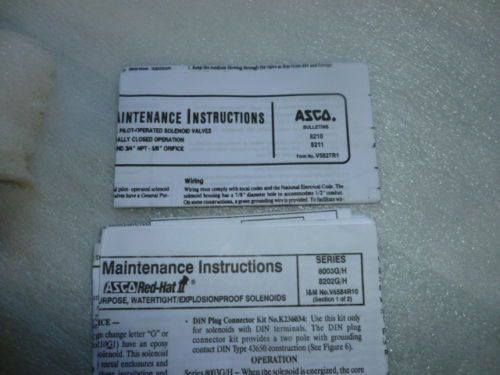 1. Keep the medium flowing through the valve as free from dirt and foreign
INTENANCE INSTRUCTIONS
ASCO®
PILOT-OPERATED SOLENOID VALVES
BULLETINS
ALLY CLOSED OPERATION
8210
8211
ND 3/4" NPT - 5/8" ORIFICE
Form No. V5827R1
Wiring
l pilot- operated solenoid
Wiring must comply with local codes and the National Electrical Code. The
alves have a General Pur-
solenoid housing has a 7/8" diameter hole to accommodate 1/2" conduit.
On some constructions, a green grounding wire is provided. To facilitate wi-
Maintenance Instructions
SERIES
8003G/H
8202G/H
ASCO Red-Hat II®
I&M No.V6584R10
(Section 1 of 2)
URPOSE, WATERTIGHT/EXPLOSIONPROOF SOLENOIDS
ICE —
• DIN Plug Connector Kit No.K236034: Use this kit only
gn change letter "G" or
for solenoids with DIN terminals. The DIN plug
210G1) have an epoxy
connector kit provides a two pole with grounding
solenoid. This solenoid
contact DIN Type 43650 construction (See Figure 6).
metal enclosures and
OPERATION
installation and
Series 8003G/H — When the solenoid is energized, the core